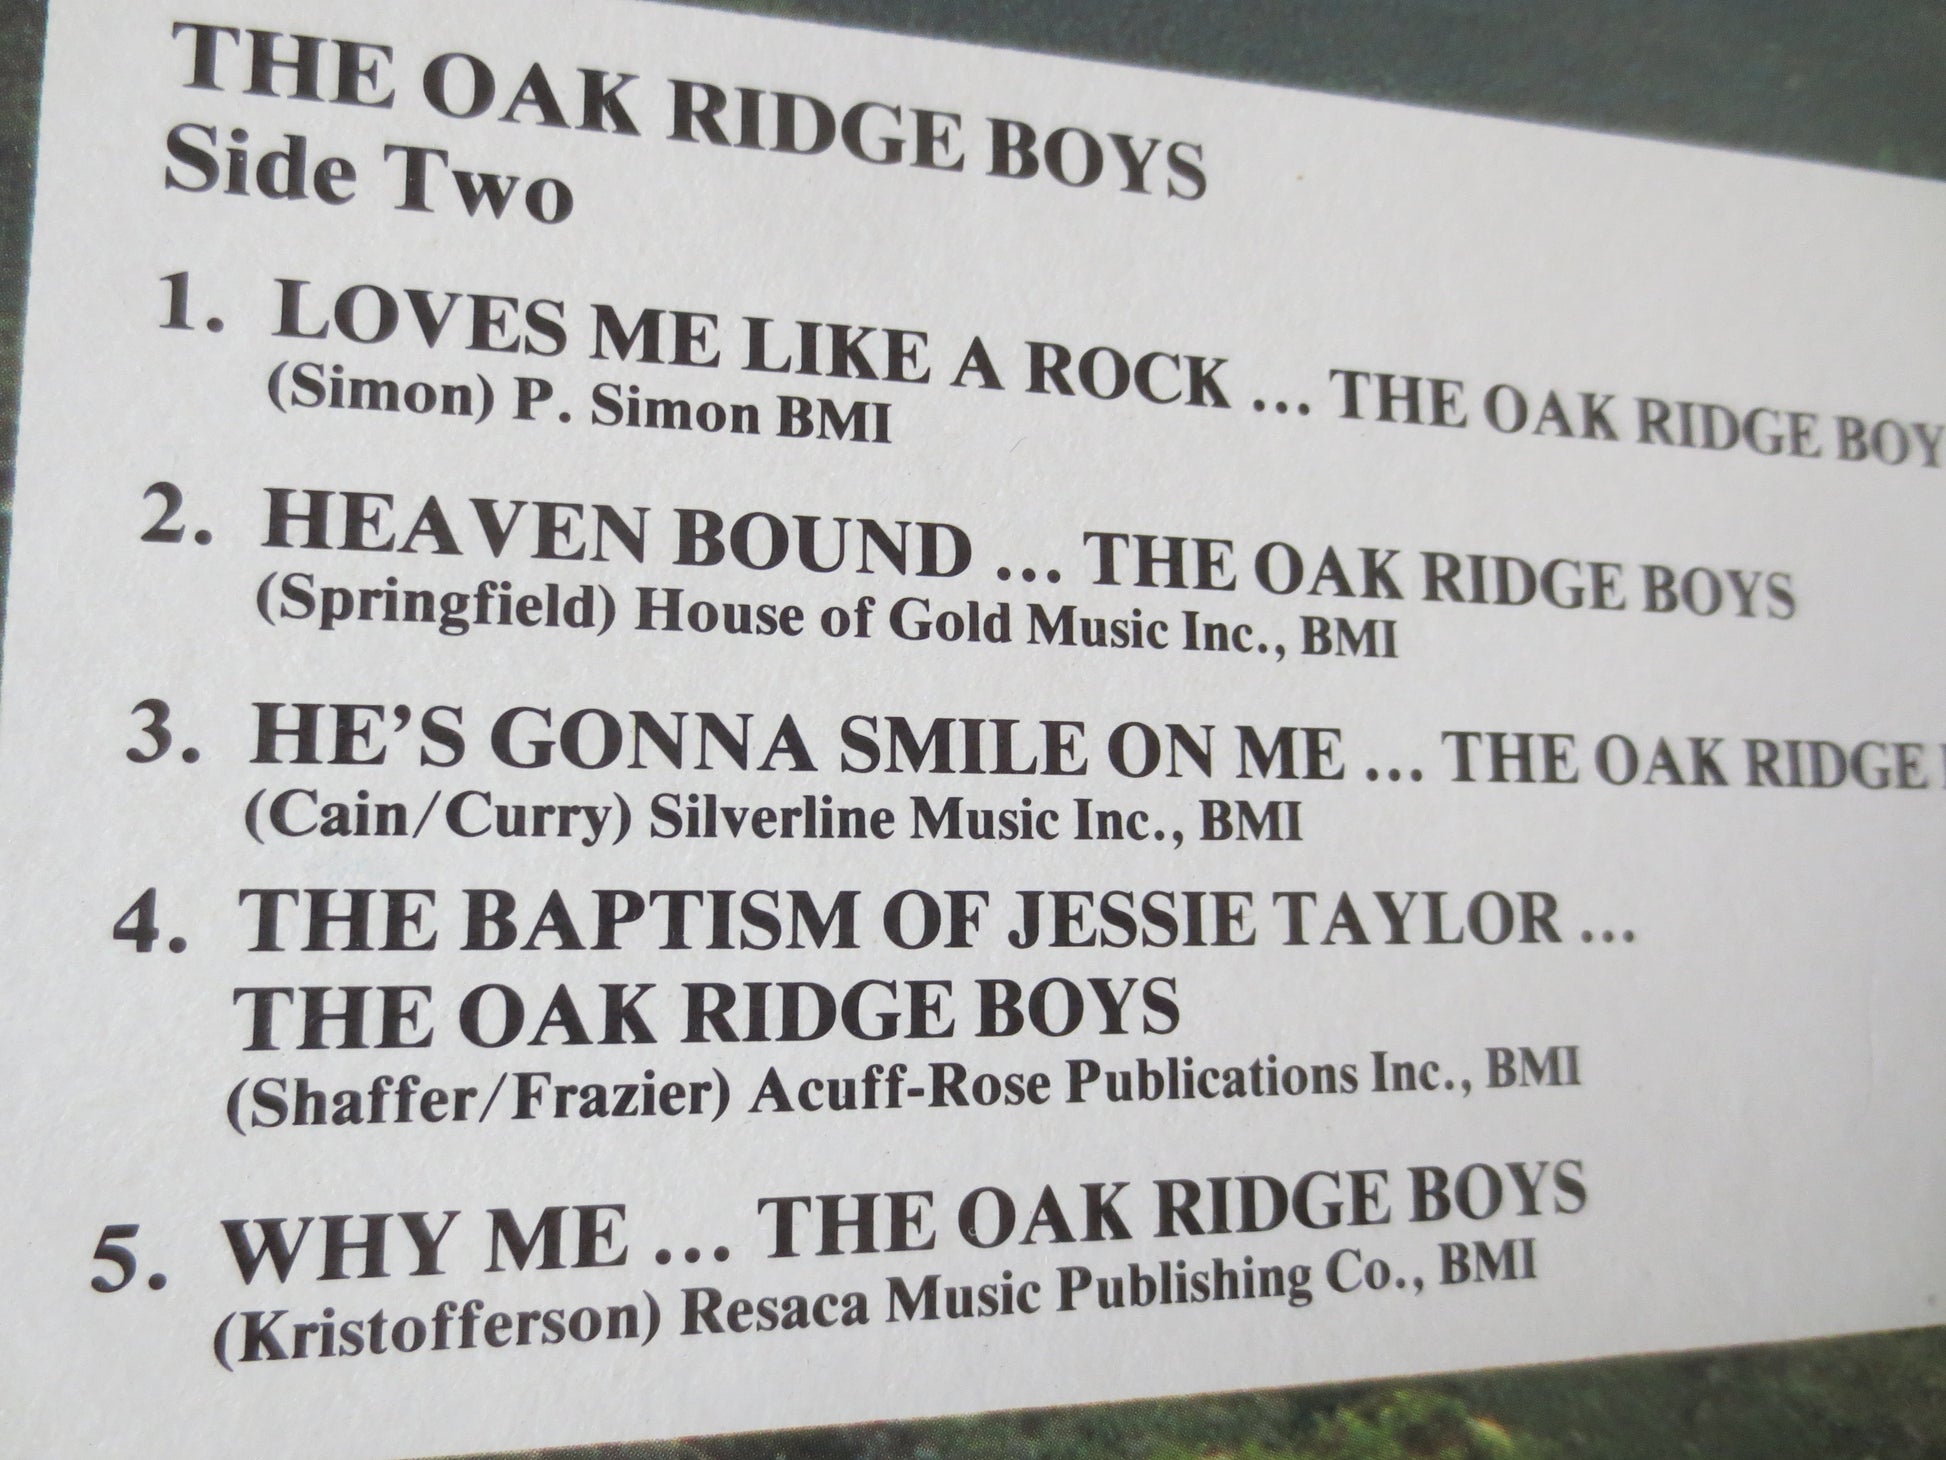 THE OAK RIDGE BOYS
Side Two
1. LOVES ME LIKE A ROCK ... THE OAK RIDGE BOY
(Simon) P. Simon BMI
2. HEAVEN BOUND ... THE OAK RIDGE BOYS
(Springfield) House of Gold Music Inc., BMI
3. HE'S GONNA SMILE ON ME ... THE OAK RIDGE
(Cain/Curry) Silverline Music Inc., BMI
4. THE BAPTISM OF JESSIE TAYLOR ...
THE OAK RIDGE BOYS
(Shaffer/Frazier) Acuff-Rose Publications Inc., BMI
5. WHY ME ... THE OAK RIDGE BOYS
(Kristofferson) Resaca Music Publishing Co., BMI